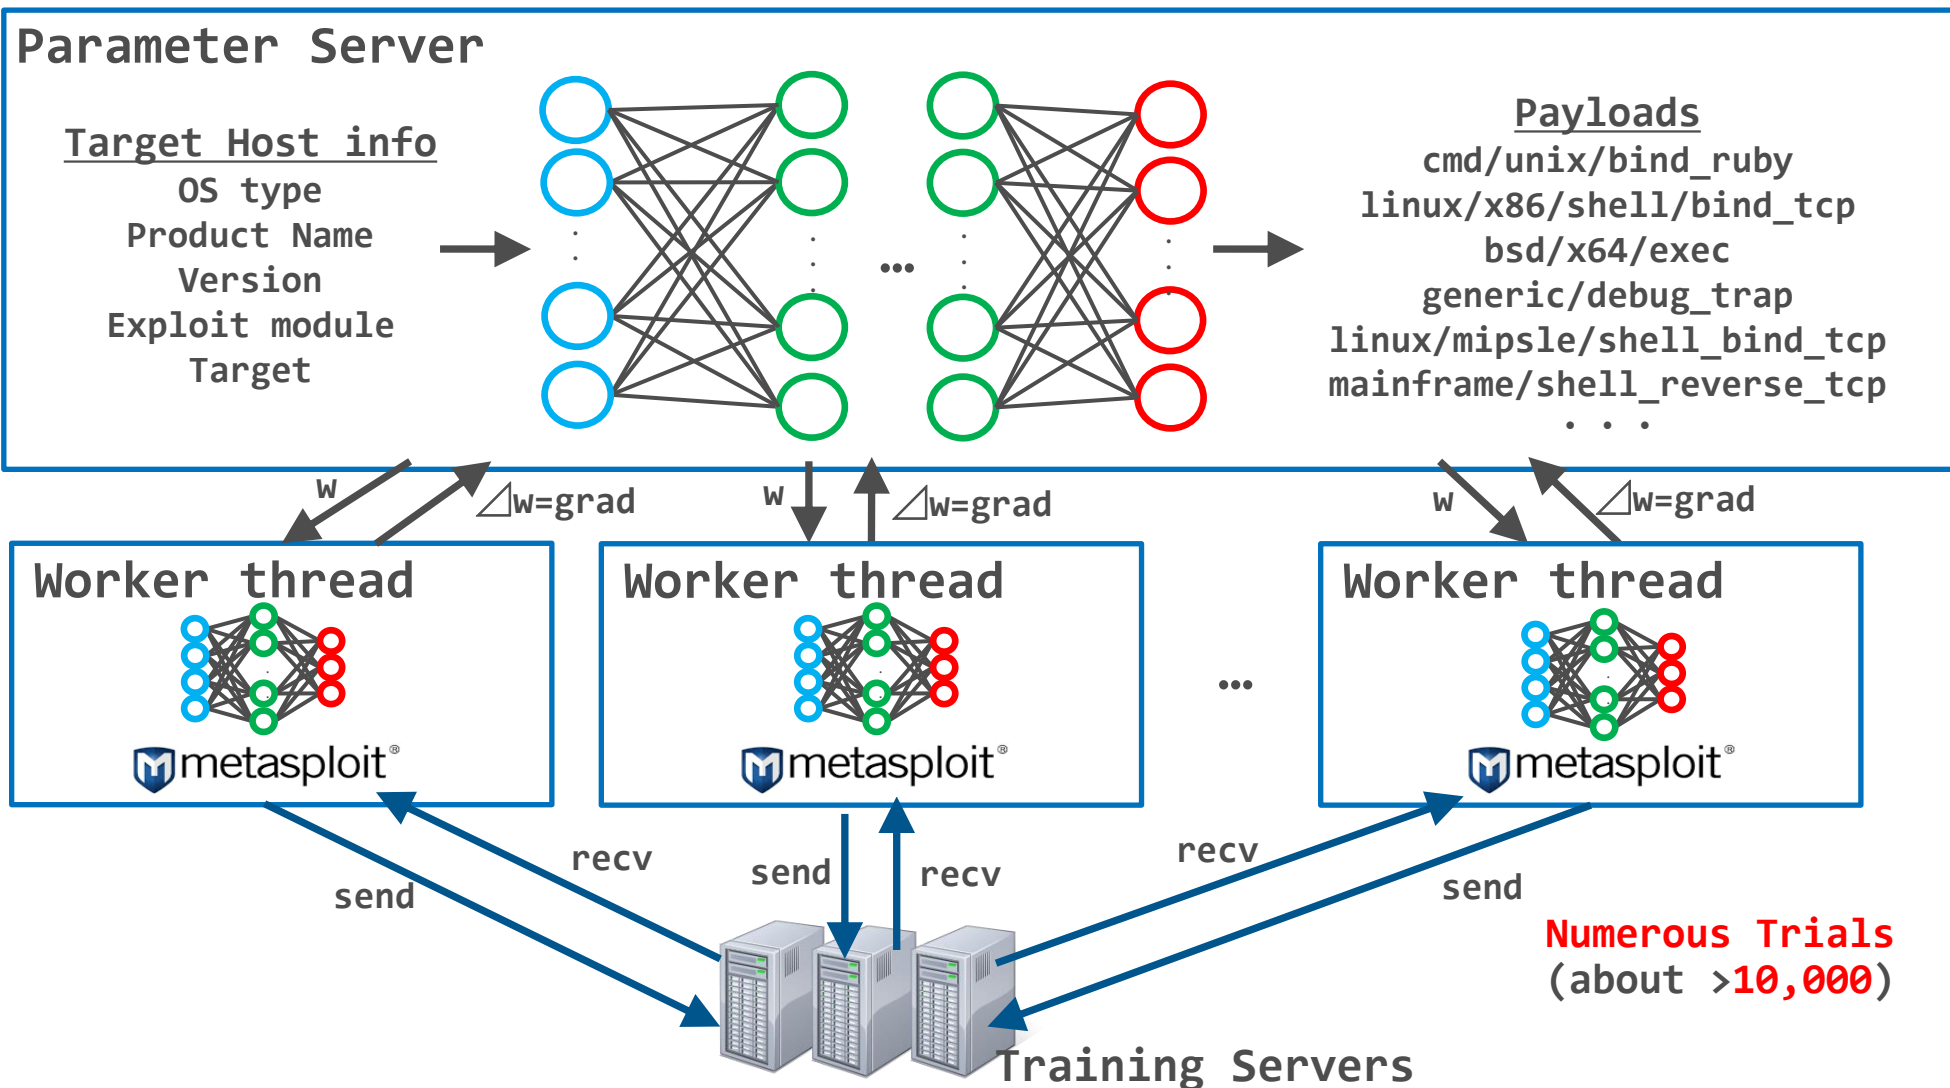 Parameter Server
Target Host info
OS type
Product Name
Version
Exploit module
Target
...
Payloads
cmd/unix/bind_ruby
linux/x86/shell/bind_tcp
bsd/x64/exec
generic/debug_trap
linux/mipsle/shell_bind_tcp
mainframe/shell_reverse_tcp
. . .
w
⊿w=grad
w
⊿w=grad
w
⊿w=grad
Worker thread
metasploit®
Worker thread
metasploit®
...
Worker thread
metasploit®
send
recv
send
recv
recv
send
Numerous Trials
(about >10,000)
Training Servers